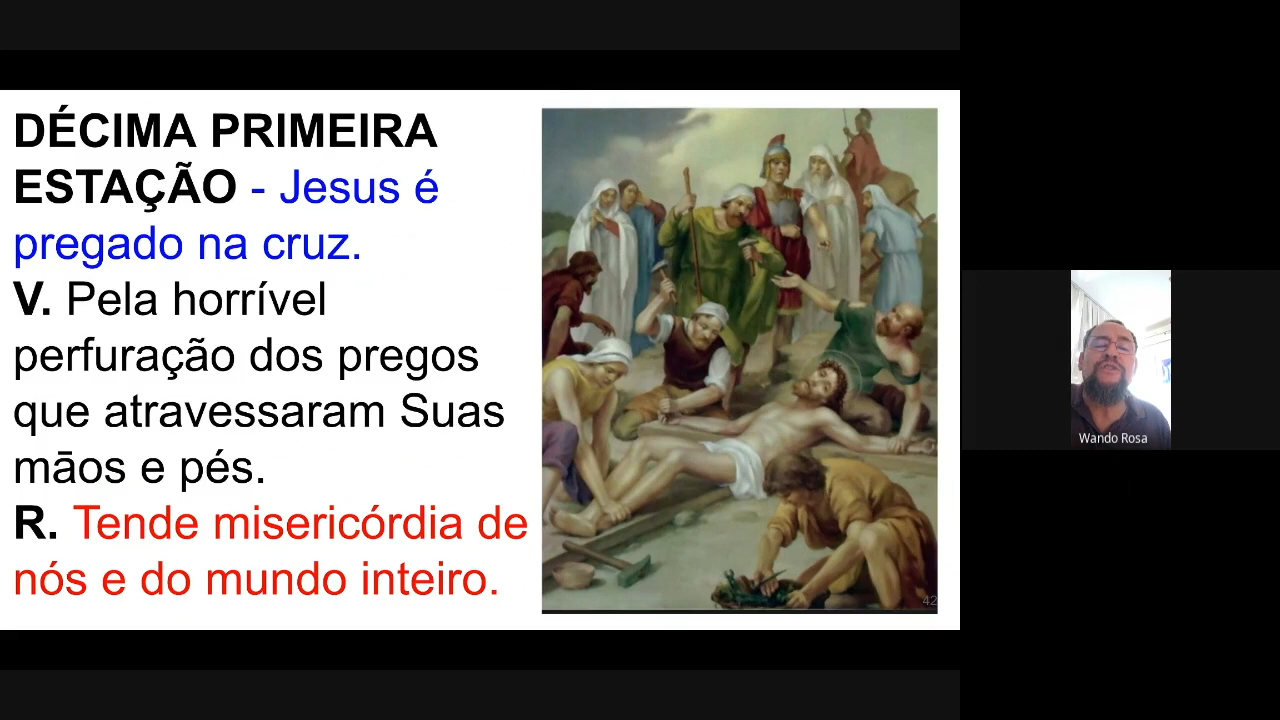 DÉCIMA PRIMEIRA
ESTAÇÃO - Jesus é
pregado na cruz.
V. Pela horrível
perfuração dos pregos
que atravessaram Suas
mãos e pés.
R. Tende misericórdia de
nós e do mundo inteiro.
42
Wando Rosa